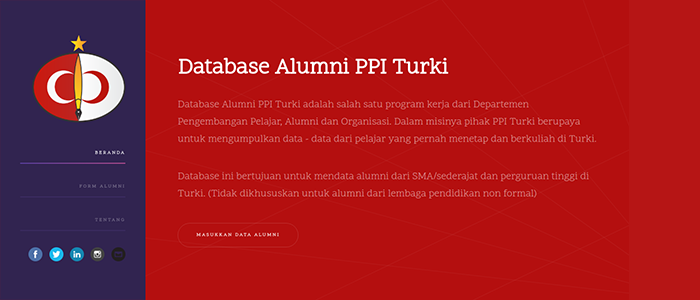 BERANDA
FORM ALUMNI
TENTANG
Database Alumni PPI Turki
Database Alumni PPI Turki adalah salah satu program kerja dari Departemen
Pengembangan Pelajar, Alumni dan Organisasi. Dalam misinya pihak PPI Turki berupaya
untuk mengumpulkan data - data dari pelajar yang pernah menetap dan berkuliah di Turki.
Database ini bertujuan untuk mendata alumni dari SMA/sederajat dan perguruan tinggi di
Turki. (Tidak dikhususkan untuk alumni dari lembaga pendidikan non formal)
MASUKKAN DATA ALUMNI